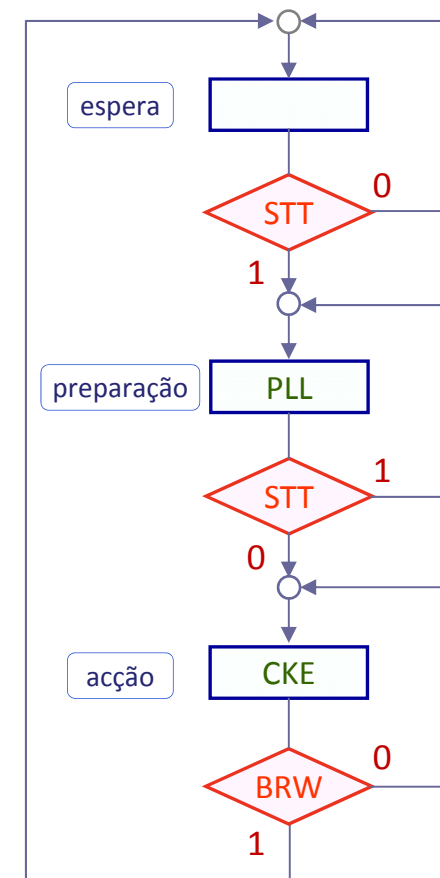 espera
STT
0
1
preparação
PLL
STT
1
0
acção
CKE
BRW
0
1